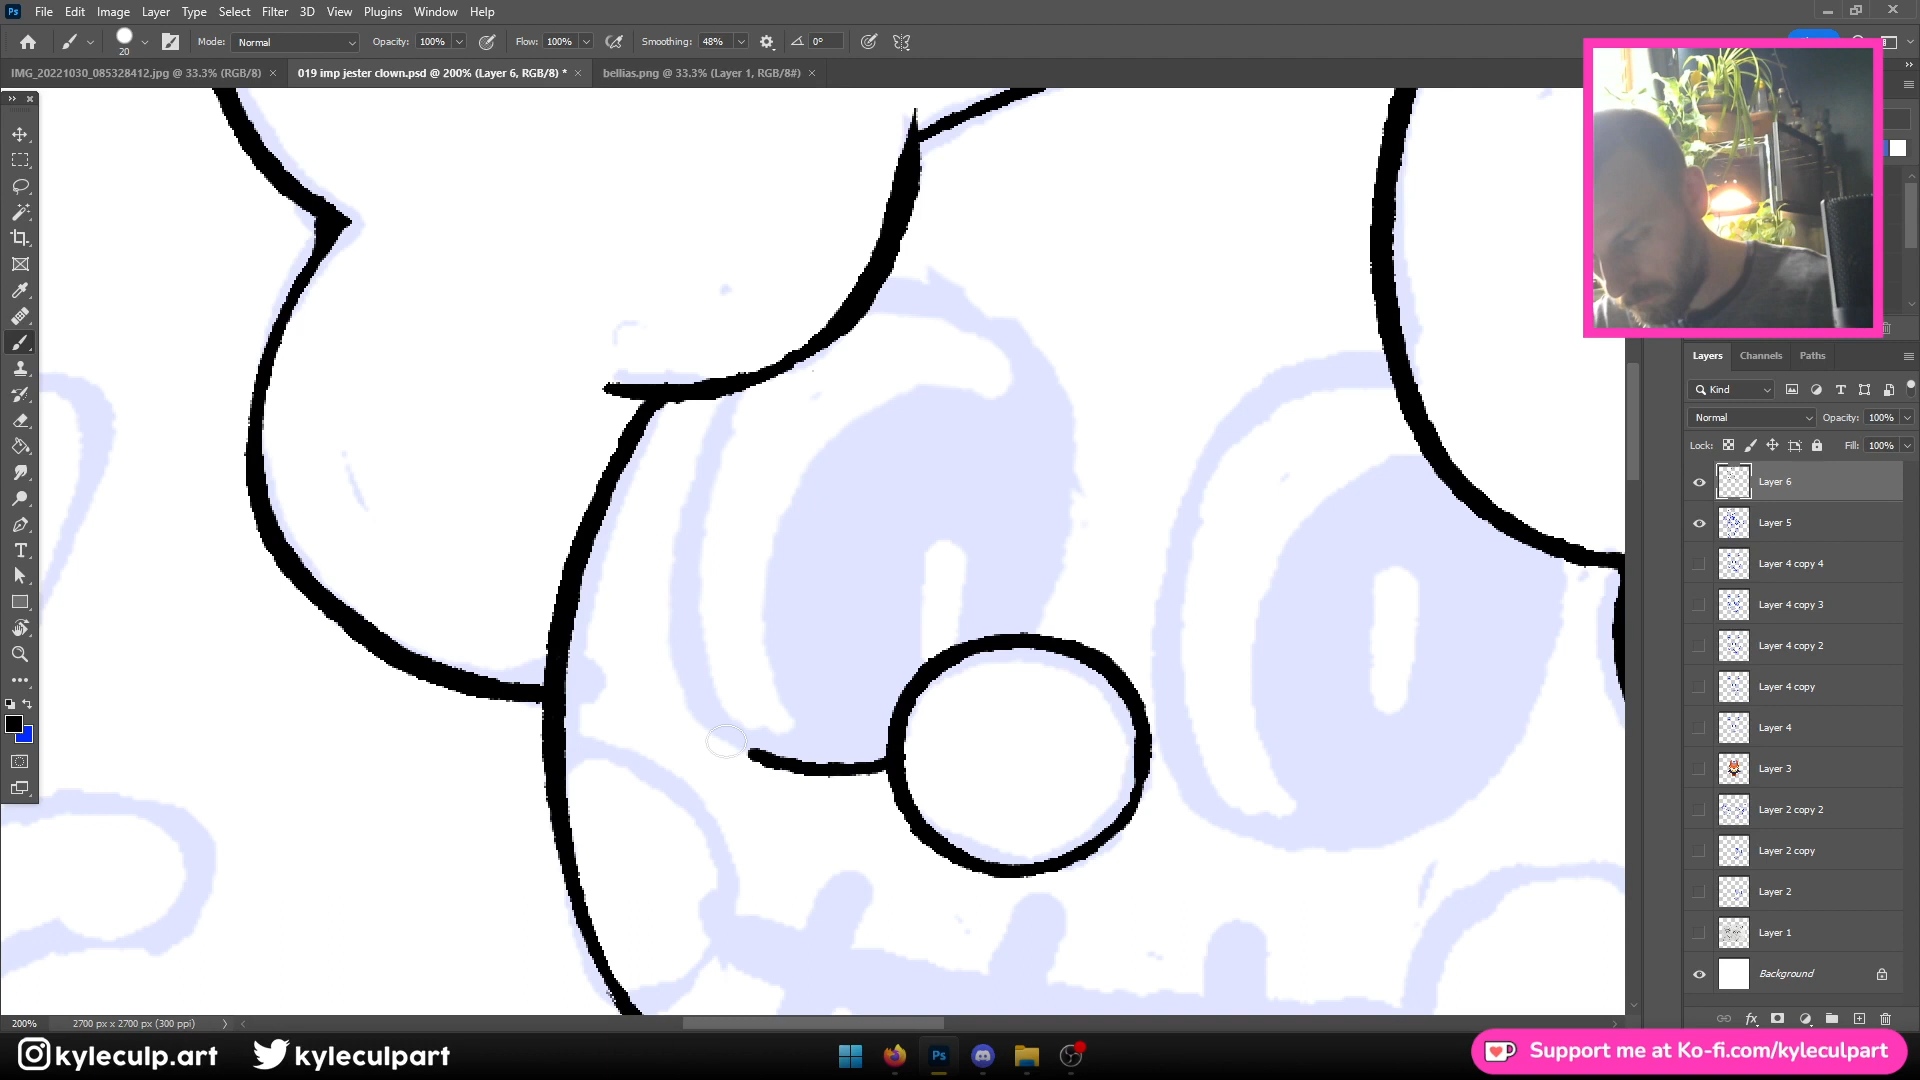 Ps File Edit Image Layer Type Select Filter 3D View Plugins Window Help
20 Mode: Normal Opacity: 100% Flow: 100% Smoothing: 48% 0°
IMG_20221030_085328412.jpg @ 33.3% (RGB/8) 019 imp jester clown.psd @ 200% (Layer 6, RGB/8) * bellias.png @ 33.3% (Layer 1, RGB/8#)
Layers Channels Paths
Kind
Normal Opacity: 100%
Lock: Fill: 100%
Layer 6
Layer 5
Layer 4 copy 4
Layer 4 copy 3
Layer 4 copy 2
Layer 4 copy
Layer 4
Layer 3
Layer 2 copy 2
Layer 2 copy
Layer 2
Layer 1
Background
200% 2700 px x 2700 px (300 ppi)
kyleculp.art kyleculpart
Ps
Support me at Ko-fi.com/kyleculpart